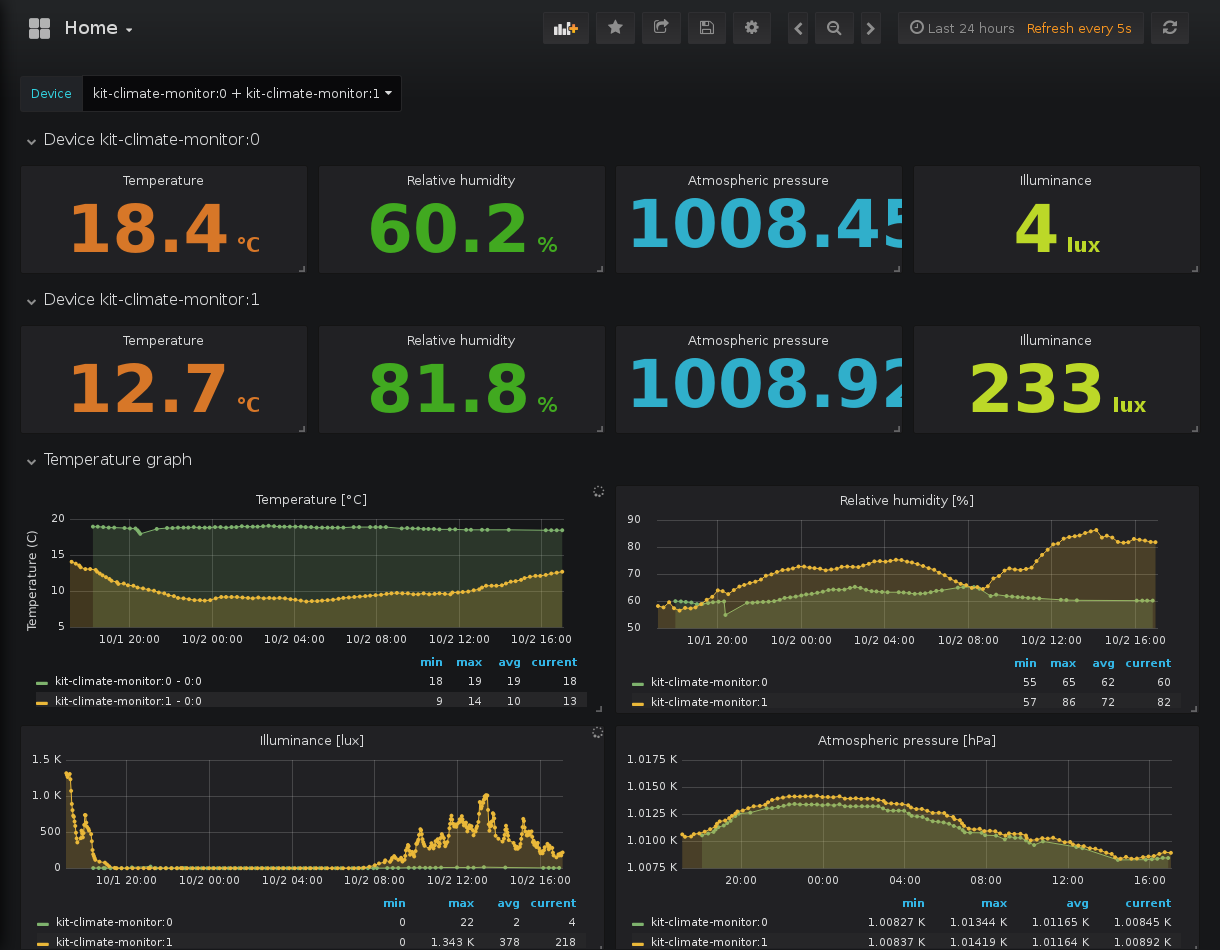 Home
Last 24 hours Refresh every 5s
Device kit-climate-monitor:0 + kit-climate-monitor:1
Device kit-climate-monitor:0
Temperature Relative humidity Atmospheric pressure Illuminance
18.4 °C 60.2 % 1008.45 4 lux
Device kit-climate-monitor:1
Temperature Relative humidity Atmospheric pressure Illuminance
12.7 °C 81.8 % 1008.92 233 lux
Temperature graph
Temperature [°C]
Temperature (C)
20
15
10
5
10/1 20:00 10/2 00:00 10/2 04:00 10/2 08:00 10/2 12:00 10/2 16:00
min max avg current
kit-climate-monitor:0 - 0:0 18 19 19 18
kit-climate-monitor:1 - 0:0 9 14 10 13
Relative humidity [%]
90
80
70
60
50
10/1 20:00 10/2 00:00 10/2 04:00 10/2 08:00 10/2 12:00 10/2 16:00
min max avg current
kit-climate-monitor:0 55 65 62 60
kit-climate-monitor:1 57 86 72 82
Illuminance [lux]
1.5 K
1.0 K
500
0
10/1 20:00 10/2 00:00 10/2 04:00 10/2 08:00 10/2 12:00 10/2 16:00
min max avg current
kit-climate-monitor:0 0 22 2 4
kit-climate-monitor:1 0 1.343 K 378 218
Atmospheric pressure [hPa]
1.0175 K
1.0150 K
1.0125 K
1.0100 K
1.0075 K
20:00 00:00 04:00 08:00 12:00 16:00
min max avg current
kit-climate-monitor:0 1.00827 K 1.01344 K 1.01165 K 1.00845 K
kit-climate-monitor:1 1.00837 K 1.01419 K 1.01164 K 1.00892 K